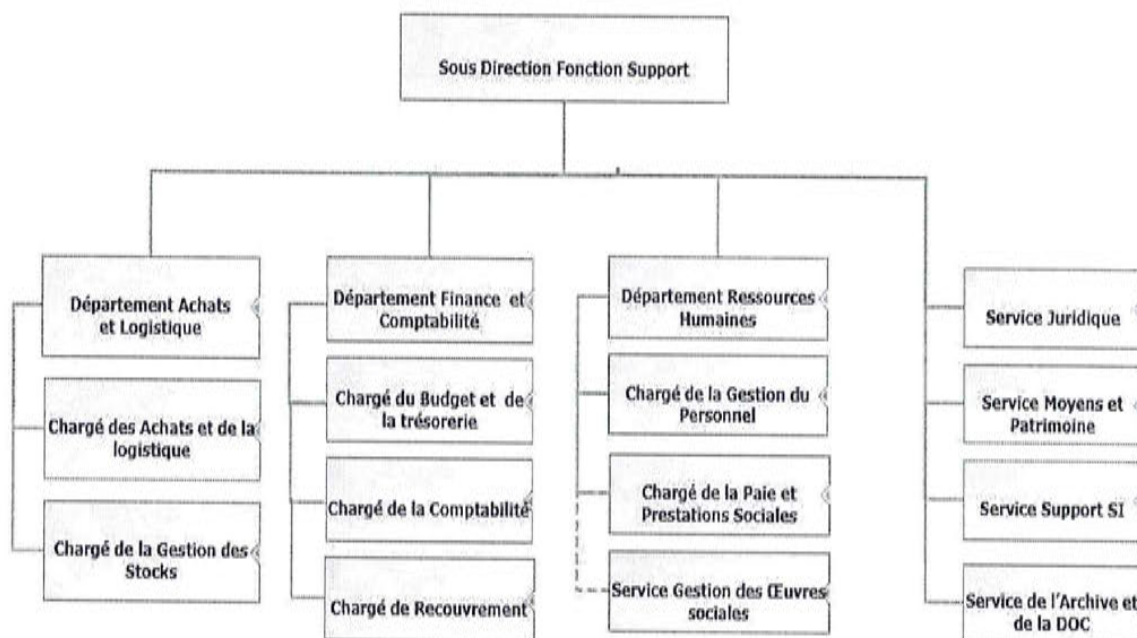 Sous Direction Fonction Support
Département Achats
et Logistique
Chargé des Achats et de la
logistique
Chargé de la Gestion des
Stocks
Département Finance et
Comptabilité
Chargé du Budget et de
la trésorerie
Chargé de la Comptabilité
Chargé de Recouvrement
Département Ressources
Humaines
Chargé de la Gestion du
Personnel
Chargé de la Paie et
Prestations Sociales
Service Gestion des Œuvres
sociales
Service Juridique
Service Moyens et
Patrimoine
Service Support SI
Service de l'Archive et
de la DOC